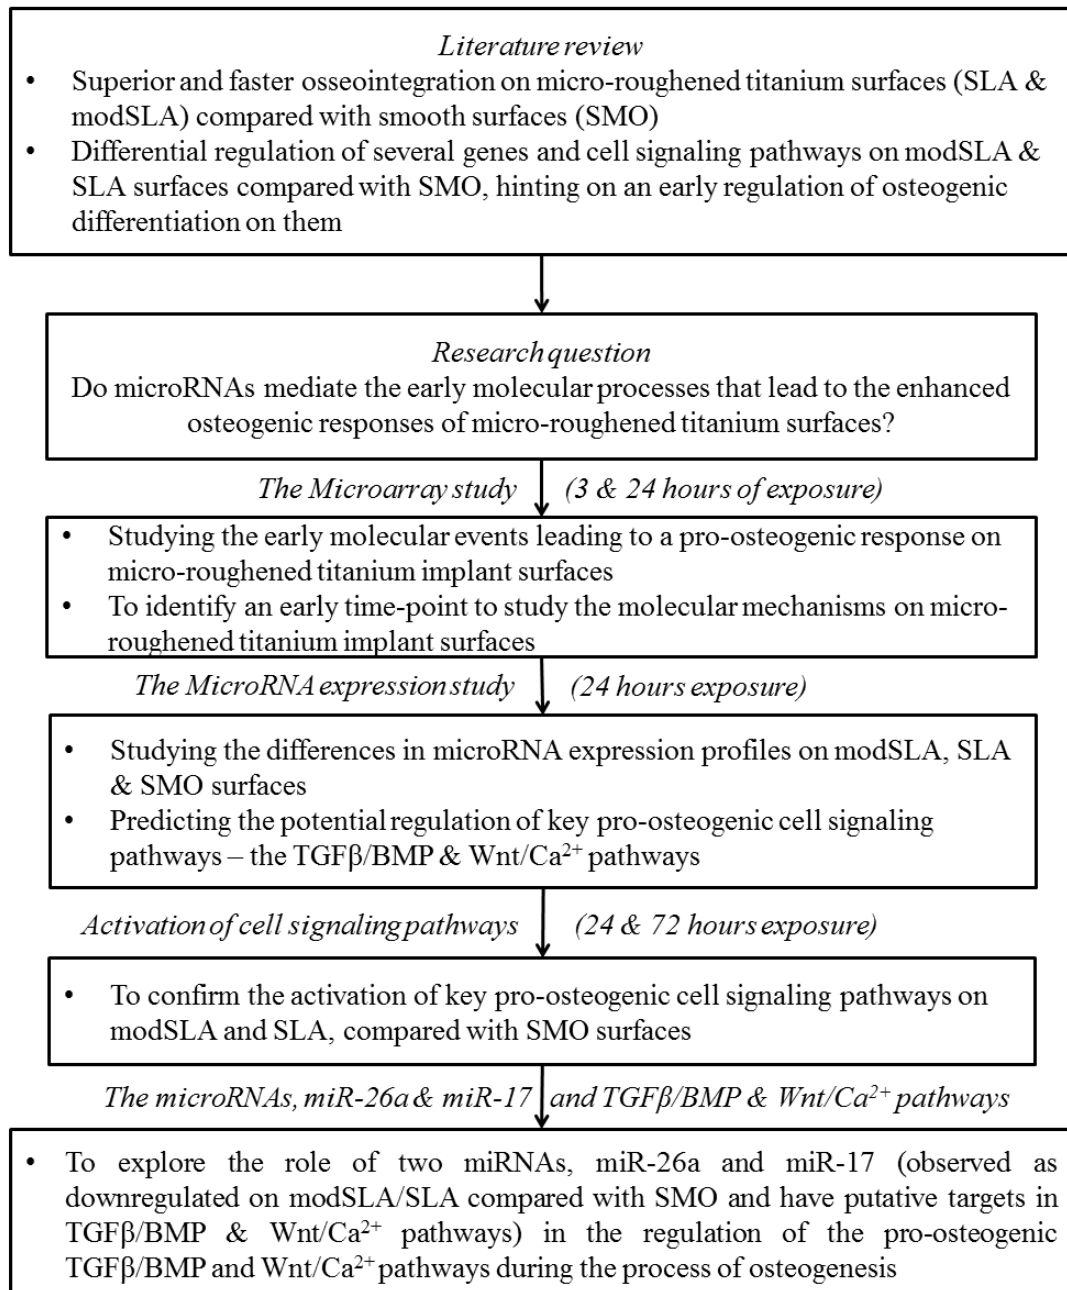 Literature review
• Superior and faster osseointegration on micro-roughened titanium surfaces (SLA &
modSLA) compared with smooth surfaces (SMO)
• Differential regulation of several genes and cell signaling pathways on modSLA &
SLA surfaces compared with SMO, hinting on an early regulation of osteogenic
differentiation on them
Research question
Do microRNAs mediate the early molecular processes that lead to the enhanced
osteogenic responses of micro-roughened titanium surfaces?
The Microarray study (3 & 24 hours of exposure)
• Studying the early molecular events leading to a pro-osteogenic response on
micro-roughened titanium implant surfaces
• To identify an early time-point to study the molecular mechanisms on micro-
roughened titanium implant surfaces
The MicroRNA expression study (24 hours exposure)
• Studying the differences in microRNA expression profiles on modSLA, SLA
& SMO surfaces
• Predicting the potential regulation of key pro-osteogenic cell signaling
pathways – the TGFβ/BMP & Wnt/Ca²⁺ pathways
Activation of cell signaling pathways (24 & 72 hours exposure)
• To confirm the activation of key pro-osteogenic cell signaling pathways on
modSLA and SLA, compared with SMO surfaces
The microRNAs, miR-26a & miR-17 and TGFβ/BMP & Wnt/Ca²⁺ pathways
• To explore the role of two miRNAs, miR-26a and miR-17 (observed as
downregulated on modSLA/SLA compared with SMO and have putative targets in
TGFβ/BMP & Wnt/Ca²⁺ pathways) in the regulation of the pro-osteogenic
TGFβ/BMP and Wnt/Ca²⁺ pathways during the process of osteogenesis